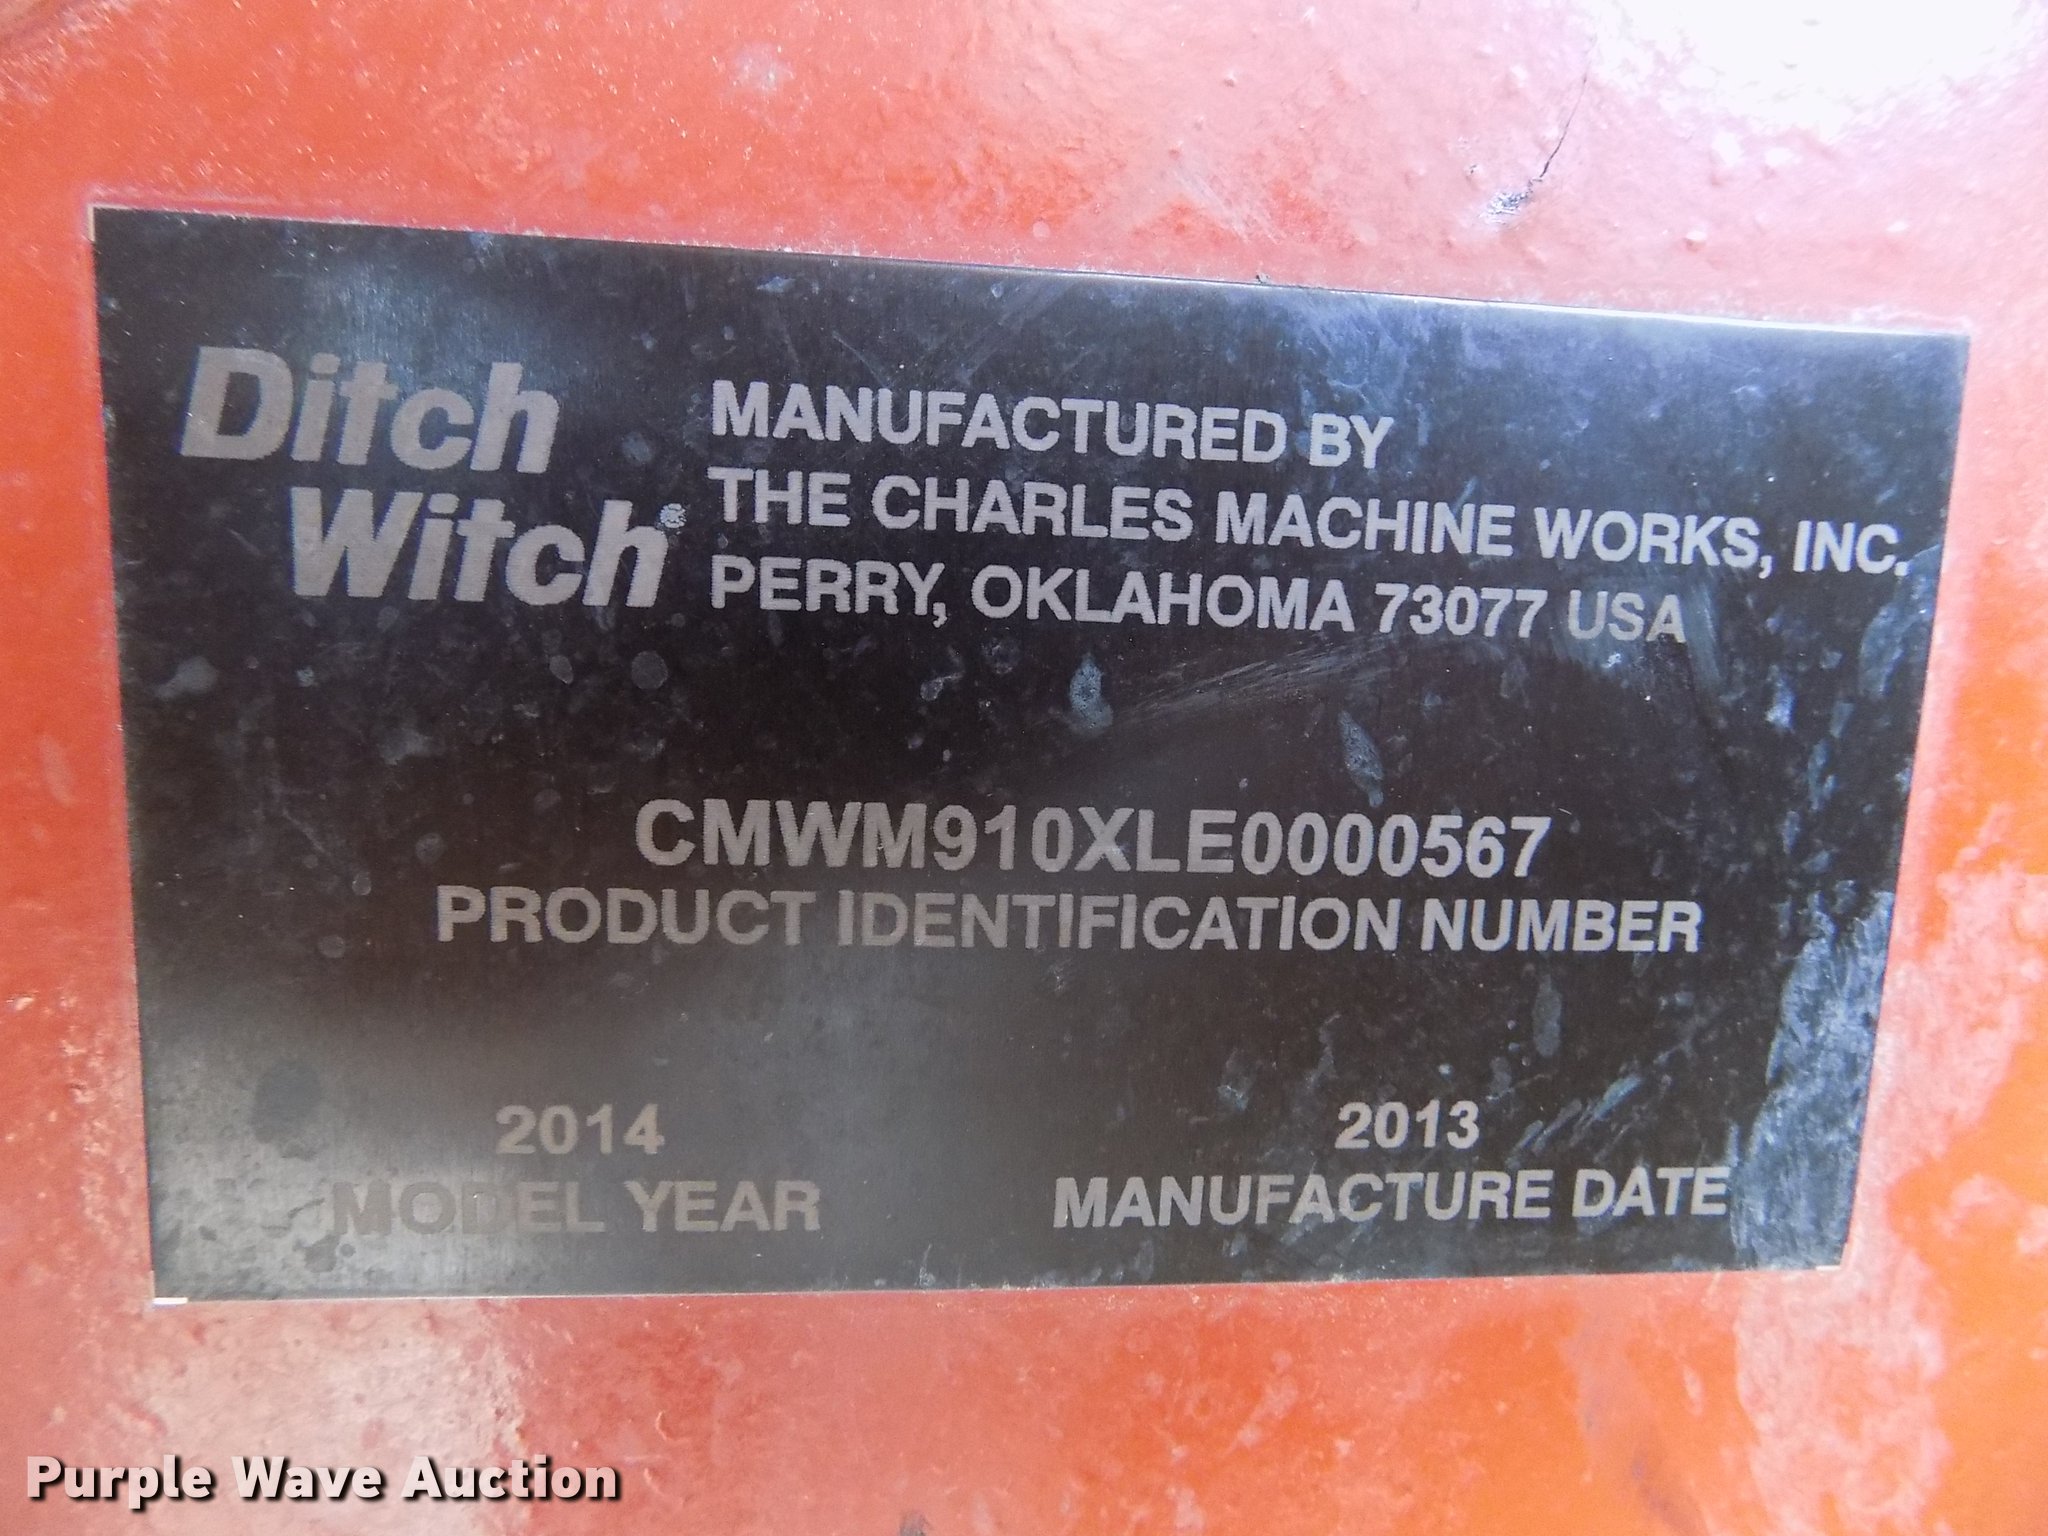 Ditch
Witch®
MANUFACTURED BY
THE CHARLES MACHINE WORKS, INC.
PERRY, OKLAHOMA 73077 USA
CMWM910XLE0000567
PRODUCT IDENTIFICATION NUMBER
2014
MODEL YEAR
2013
MANUFACTURE DATE
Purple Wave Auction